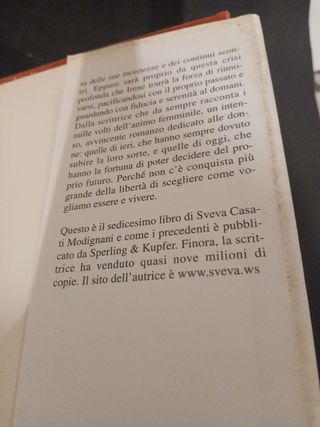 sa delle sue incertezze e dei continui scon-
tri. Eppure sarà proprio da questa crisi
profonda che Irene trarrà la forza di rinno-
varsi, pacificandosi con il proprio passato e
guardando con fiducia e serenità al domani.
Dalla scrittrice che da sempre racconta i
mille volti dell'animo femminile, un inten-
so, avvincente romanzo dedicato alle don-
ne: quelle di ieri, che hanno sempre dovuto
subire la loro sorte, e quelle di oggi, che
hanno la fortuna di poter decidere del pro-
prio futuro. Perché non c'è conquista più
grande della libertà di scegliere come vo-
gliamo essere e vivere.
Questo è il sedicesimo libro di Sveva Casa-
ti Modignani e come i precedenti è pubbli-
cato da Sperling & Kupfer. Finora, la scrit-
trice ha venduto quasi nove milioni di
copie. Il sito dell'autrice è www.sveva.ws